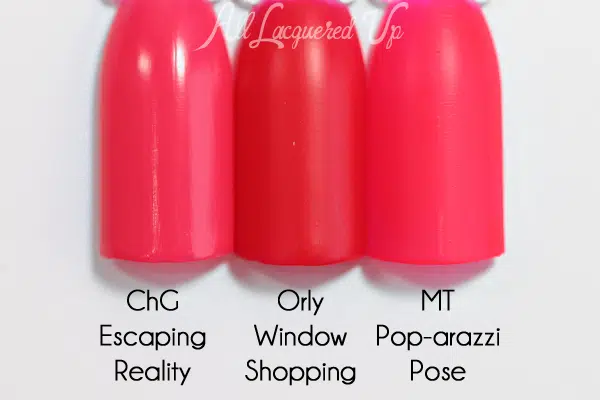 All Lacquered Up
ChG
Escaping
Reality
Orly
Window
Shopping
MT
Pop-arazzi
Pose